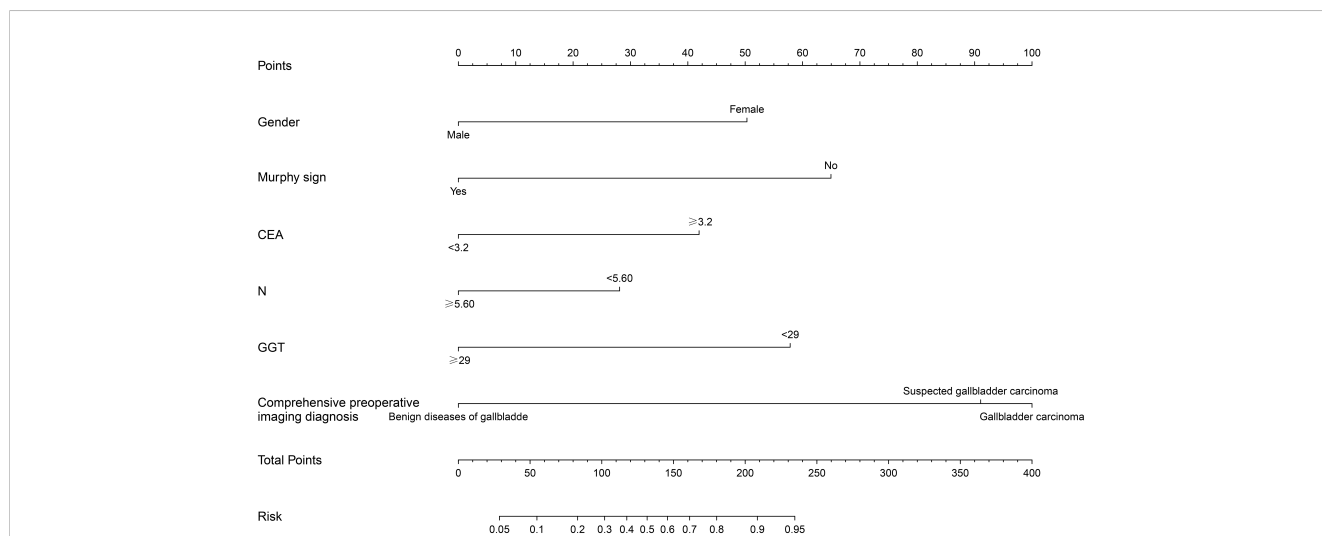 0 10 20 30 40 50 60 70 80 90 100
Points
Female
Gender
Male
No
Murphy sign
Yes
⩾3.2
CEA
<3.2
<5.60
N
⩾5.60
<29
GGT
⩾29
Suspected gallbladder carcinoma
Comprehensive preoperative
imaging diagnosis
Benign diseases of gallbladde
Gallbladder carcinoma
Total Points
0 50 100 150 200 250 300 350 400
Risk
0.05 0.1 0.2 0.3 0.4 0.5 0.6 0.7 0.8 0.9 0.95